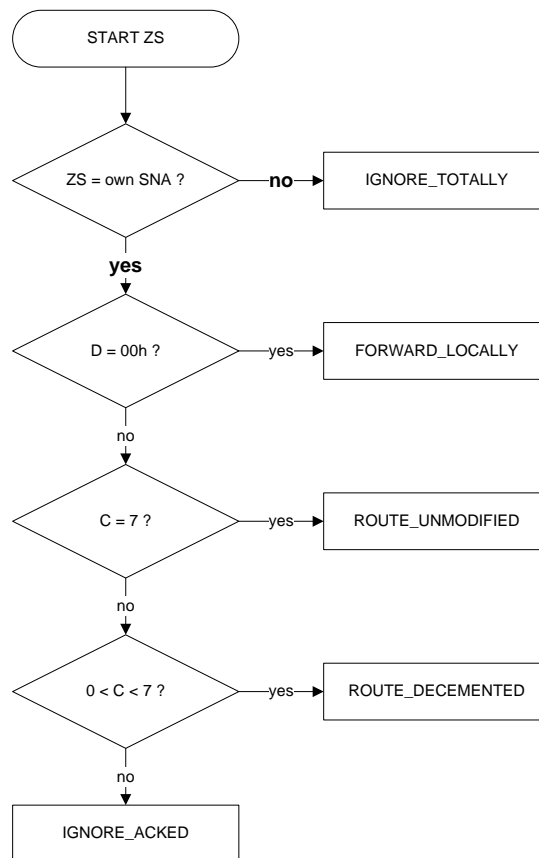 START ZS
ZS = own SNA ?
no
IGNORE_TOTALLY
yes
D = 00h ?
yes
FORWARD_LOCALLY
no
C = 7 ?
yes
ROUTE_UNMODIFIED
no
0 < C < 7 ?
yes
ROUTE_DECEMENTED
no
IGNORE_ACKED